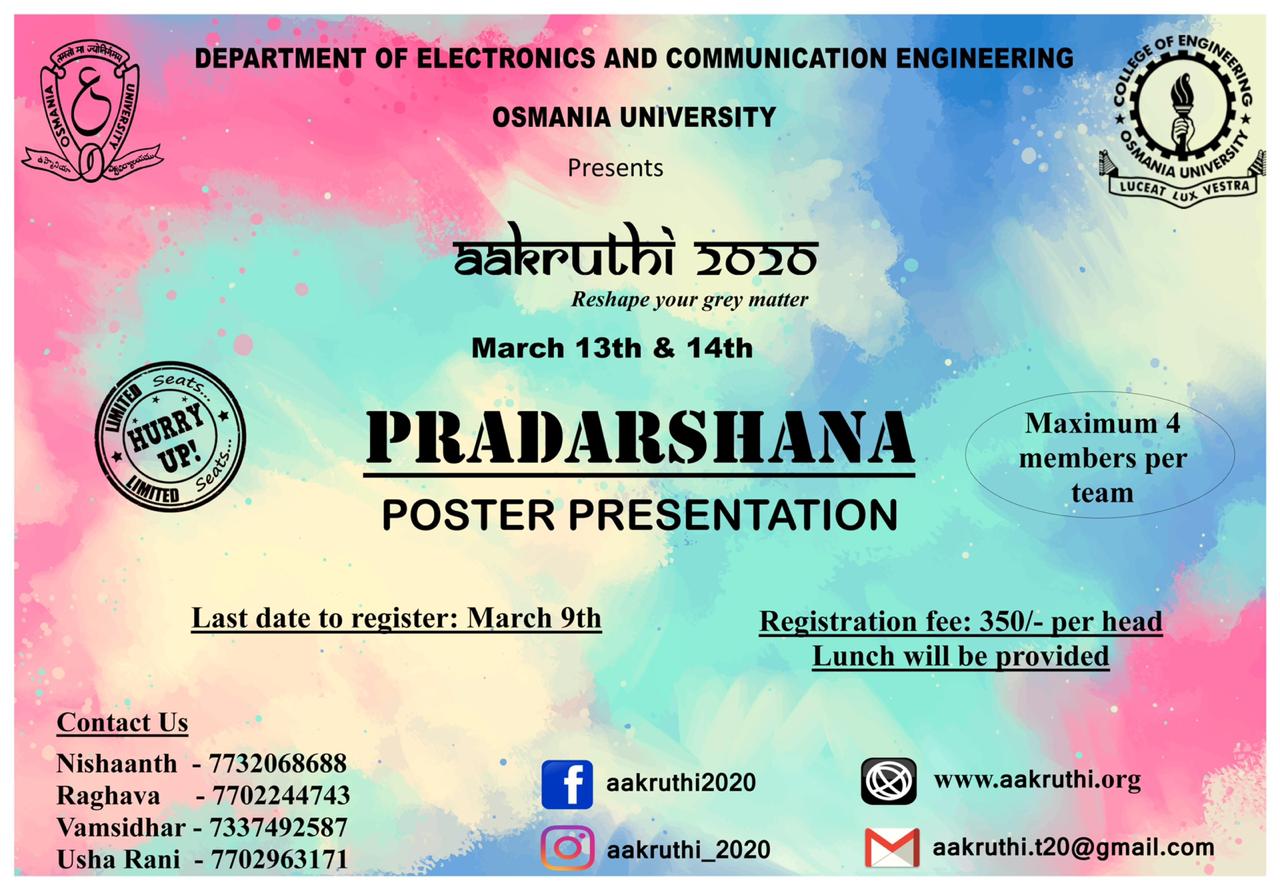 DEPARTMENT OF ELECTRONICS AND COMMUNICATION ENGINEERING
OSMANIA UNIVERSITY
Presents
तमसो मा ज्योतिर्गमय
OSMANIA UNIVERSITY
ع
COLLEGE OF ENGINEERING
OSMANIA UNIVERSITY
LUCEAT LUX VESTRA
aakruthi 2020
Reshape your grey matter
March 13th & 14th
LIMITED Seats...
HURRY
UP!
LIMITED Seats...
PRADARSHANA
POSTER PRESENTATION
Maximum 4
members per
team
Last date to register: March 9th
Registration fee: 350/- per head
Lunch will be provided
Contact Us
Nishaanth - 7732068688
Raghava - 7702244743
Vamsidhar - 7337492587
Usha Rani - 7702963171
aakruthi2020
aakruthi_2020
www.aakruthi.org
aakruthi.t20@gmail.com